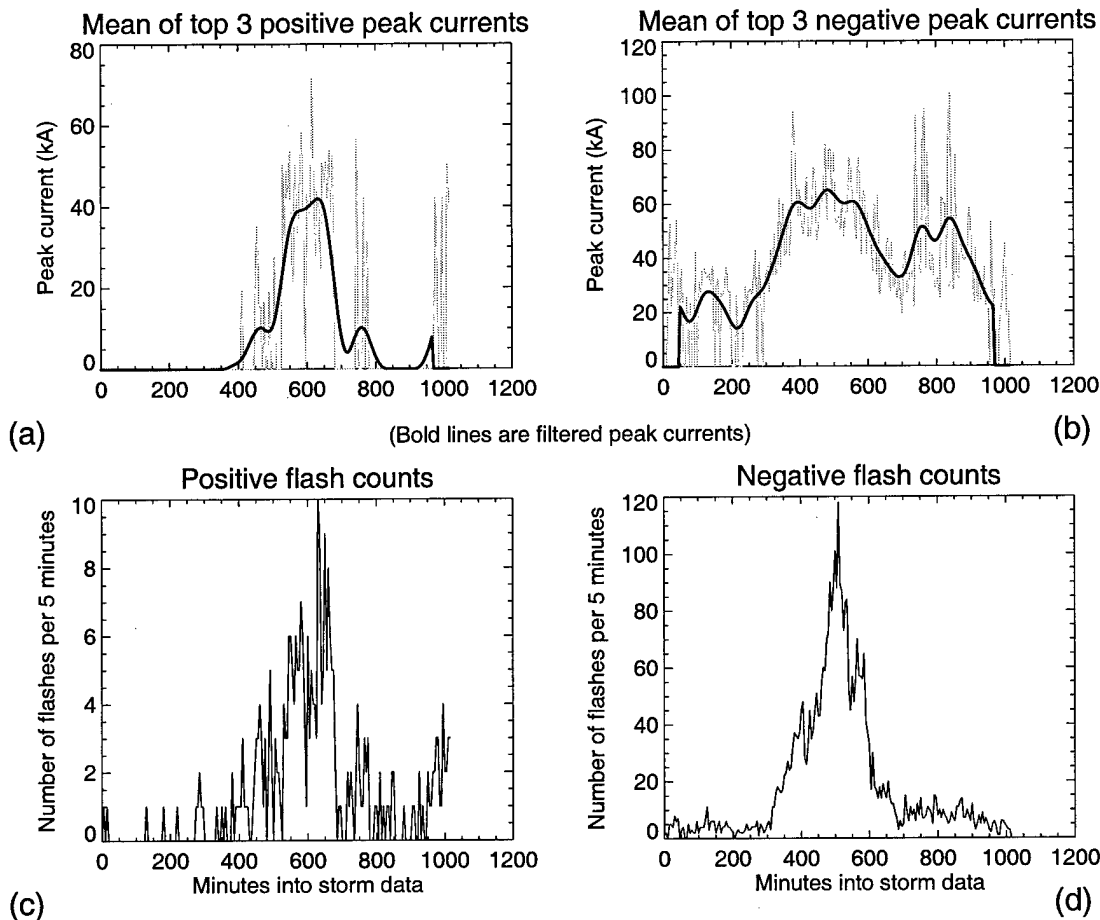 Mean of top 3 positive peak currents
Peak current (kA)
80
60
40
20
0
0 200 400 600 800 1000 1200
(a)
Mean of top 3 negative peak currents
Peak current (kA)
120
100
80
60
40
20
0
0 200 400 600 800 1000 1200
(b)
(Bold lines are filtered peak currents)
Positive flash counts
Number of flashes per 5 minutes
10
8
6
4
2
0
0 200 400 600 800 1000 1200
Minutes into storm data
(c)
Negative flash counts
Number of flashes per 5 minutes
120
100
80
60
40
20
0
0 200 400 600 800 1000 1200
Minutes into storm data
(d)